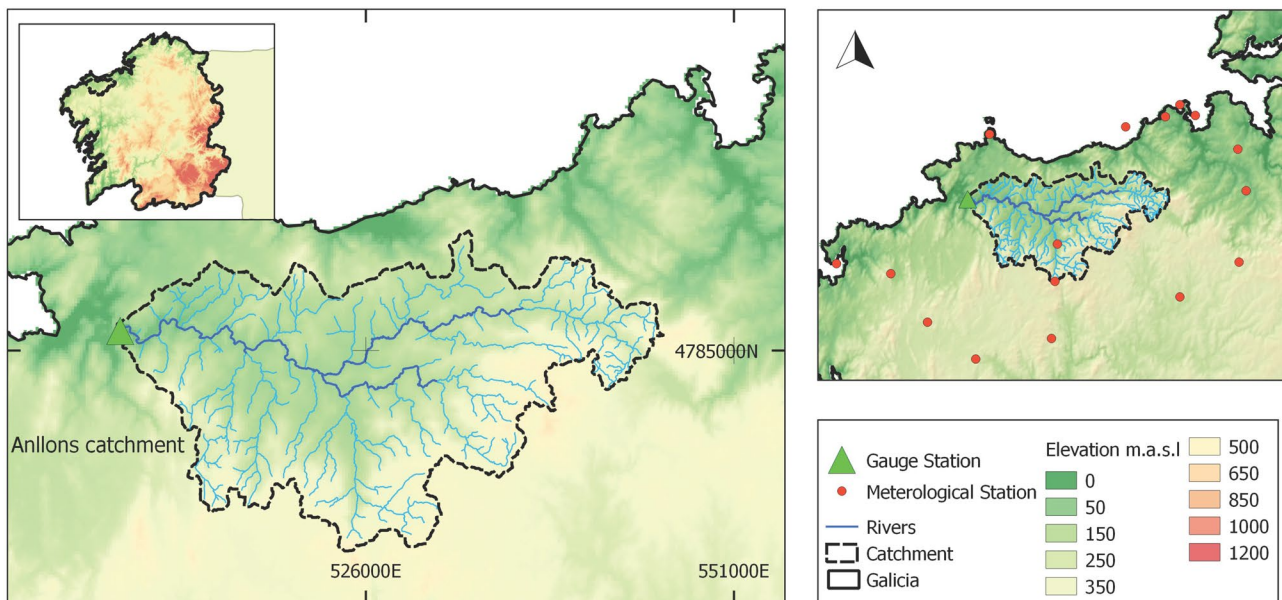 4785000N
Anllons catchment
526000E
551000E
Gauge Station
Meterological Station
Rivers
Catchment
Galicia
Elevation m.a.s.l
0
50
150
250
350
500
650
850
1000
1200